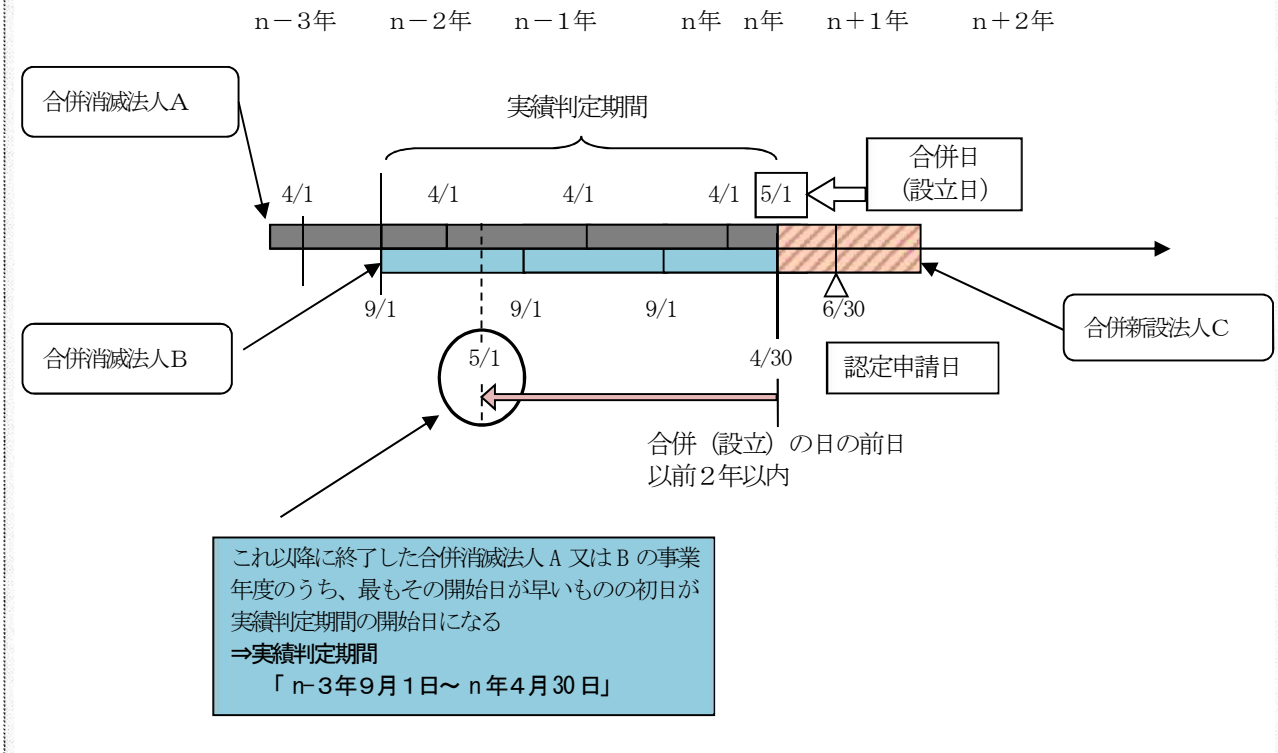 n－3年 n－2年 n－1年 n年 n年 n＋1年 n＋2年
合併消滅法人A
実績判定期間
合併日
（設立日）
4/1 4/1 4/1 4/1 5/1
9/1 9/1 9/1 6/30
合併消滅法人B
合併新設法人C
5/1 4/30
認定申請日
合併（設立）の日の前日
以前２年以内
これ以降に終了した合併消滅法人 A 又は B の事業
年度のうち、最もその開始日が早いものの初日が
実績判定期間の開始日になる
⇒実績判定期間
「 n-３年９月１日～ n 年４月 30 日」